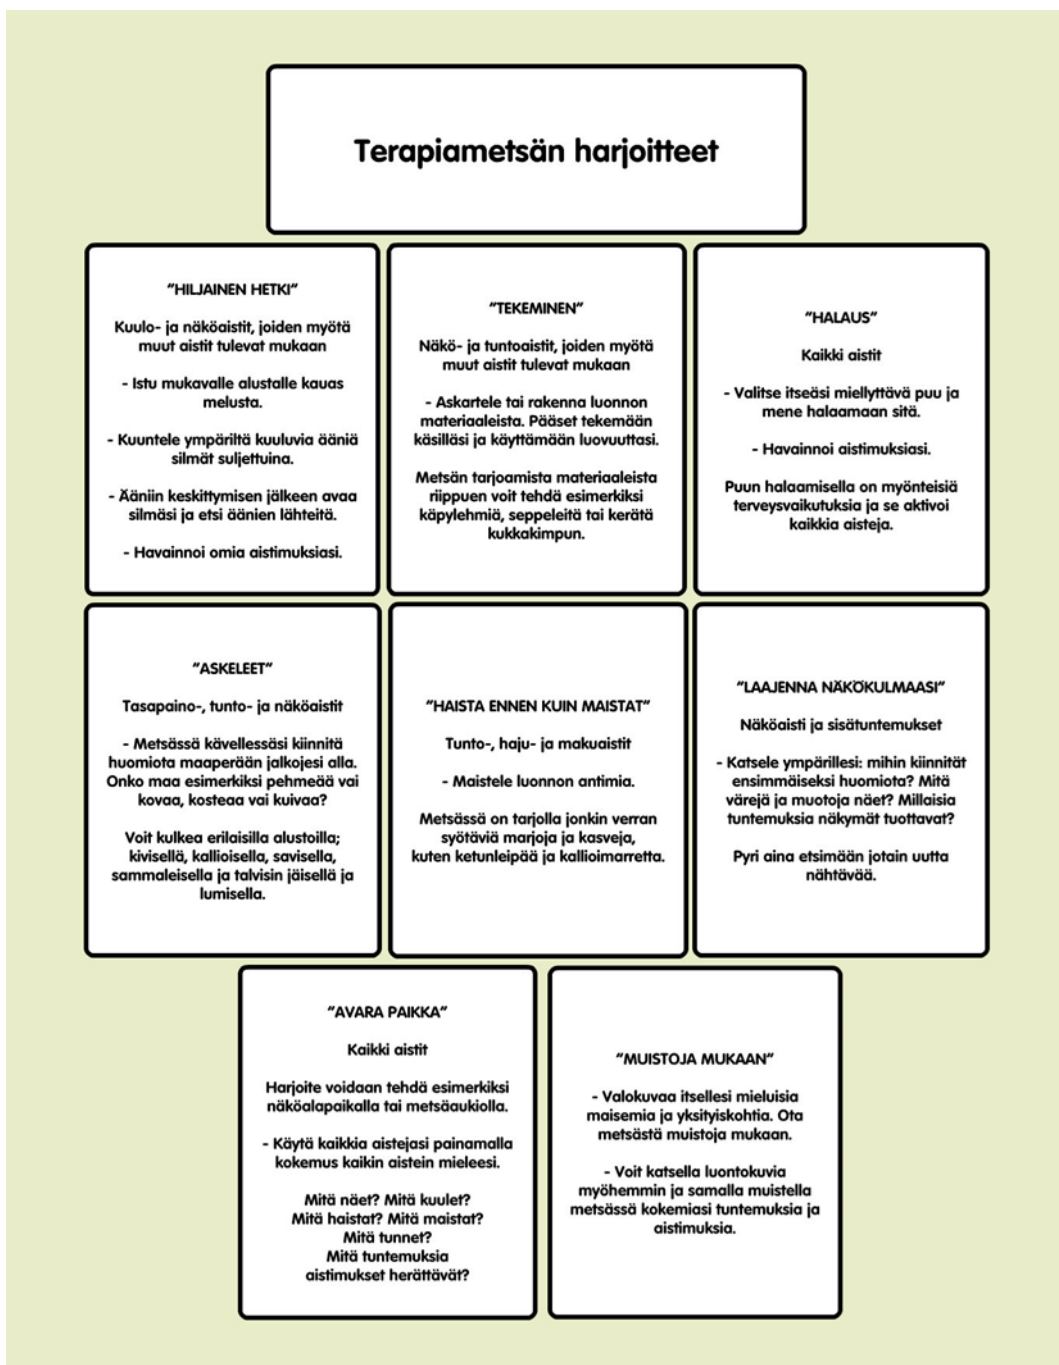 Terapiametsän harjoitteet
"HILJAINEN HETKI"
Kuulo- ja näköaistit, joiden myötä
muut aistit tulevat mukaan
- Istu mukavalle alustalle kauas
melusta.
- Kuuntele ympäriltä kuuluvia ääniä
silmät suljettuina.
- Ääniin keskittymisen jälkeen avaa
silmäsi ja etsi äänien lähteitä.
- Havainnoi omia aistimuksiasi.
"TEKEMINEN"
Näkö- ja tuntoaistit, joiden myötä
muut aistit tulevat mukaan
- Askartele tai rakenna luonnon
materiaaleista. Pääset tekemään
käsilläsi ja käyttämään luovuuttasi.
Metsän tarjoamista materiaaleista
riippuen voit tehdä esimerkiksi
käpylehmiä, seppeleitä tai kerätä
kukkakimpun.
"HALAUS"
Kaikki aistit
- Valitse itseäsi miellyttävä puu ja
mene halaamaan sitä.
- Havainnoi aistimuksiasi.
Puun halaamisella on myönteisiä
terveysvaikutuksia ja se aktivoi
kaikkia aisteja.
"ASKELEET"
Tasapaino-, tunto- ja näköaistit
- Metsässä kävellessäsi kiinnitä
huomiota maaperään jalkojesi alla.
Onko maa esimerkiksi pehmeää vai
kovaa, kosteaa vai kuivaa?
Voit kulkea erilaisilla alustoilla;
kivisellä, kallioisella, savisella,
sammaleisella ja talvisin jäisellä ja
lumisella.
"HAISTA ENNEN KUIN MAISTAT"
Tunto-, haju- ja makuaistit
- Maistele luonnon antimia.
Metsässä on tarjolla jonkin verran
syötäviä marjoja ja kasveja,
kuten ketunleipää ja kallioimarretta.
"LAAJENNA NÄKÖKULMAASI"
Näköaisti ja sisätuntemukset
- Katsele ympärillesi: mihin kiinnität
ensimmäiseksi huomiota? Mitä
värejä ja muotoja näet? Millaisia
tuntemuksia näkymät tuottavat?
Pyri aina etsimään jotain uutta
nähtävää.
"AVARA PAIKKA"
Kaikki aistit
Harjoite voidaan tehdä esimerkiksi
näköalapaikalla tai metsäaukiolla.
- Käytä kaikkia aistejasi painamalla
kokemus kaikin aistein mieleesi.
Mitä näet? Mitä kuulet?
Mitä haistat? Mitä maistat?
Mitä tunnet?
Mitä tuntemuksia
aistimukset herättävät?
"MUISTOJA MUKAAN"
- Valokuvaa itsellesi mieluisia
maisemia ja yksityiskohtia. Ota
metsästä muistoja mukaan.
- Voit katsella luontokuvia
myöhemmin ja samalla muistella
metsässä kokemiasi tuntemuksia ja
aistimuksia.